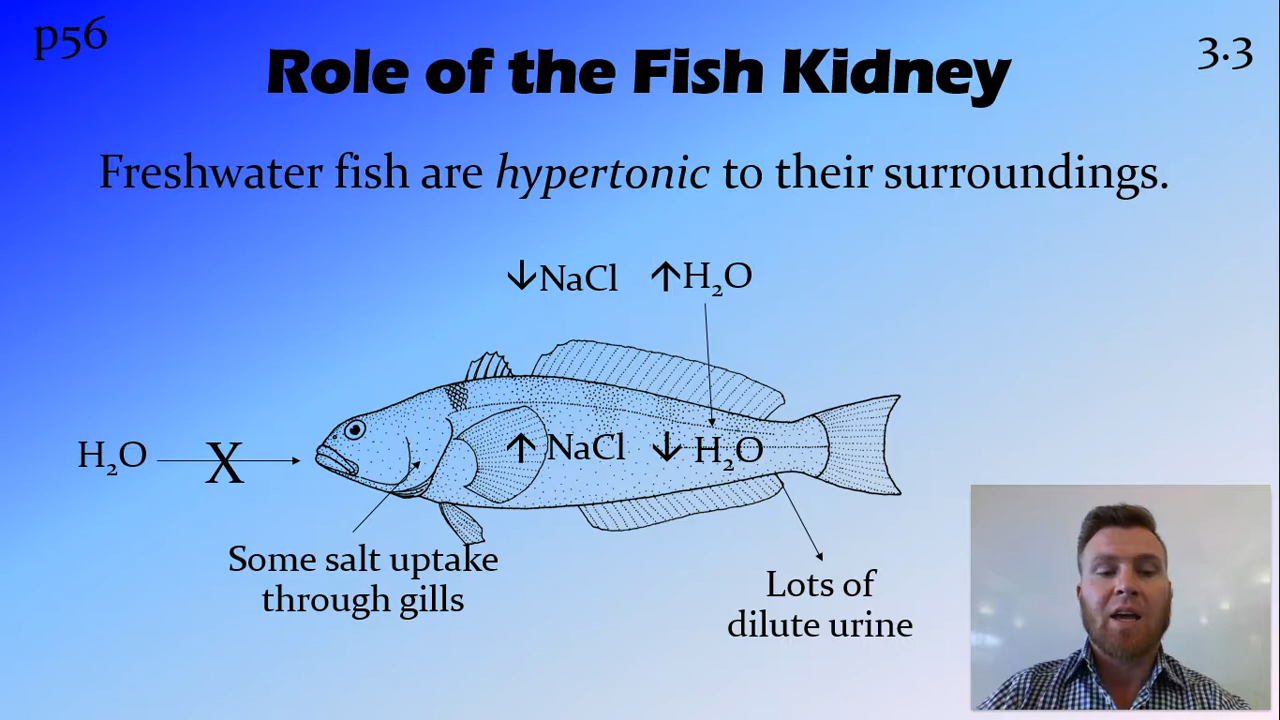 p56
3.3
Role of the Fish Kidney
Freshwater fish are hypertonic to their surroundings.
↓NaCl ↑H₂O
H₂O X
↑ NaCl ↓ H₂O
Some salt uptake
through gills
Lots of
dilute urine